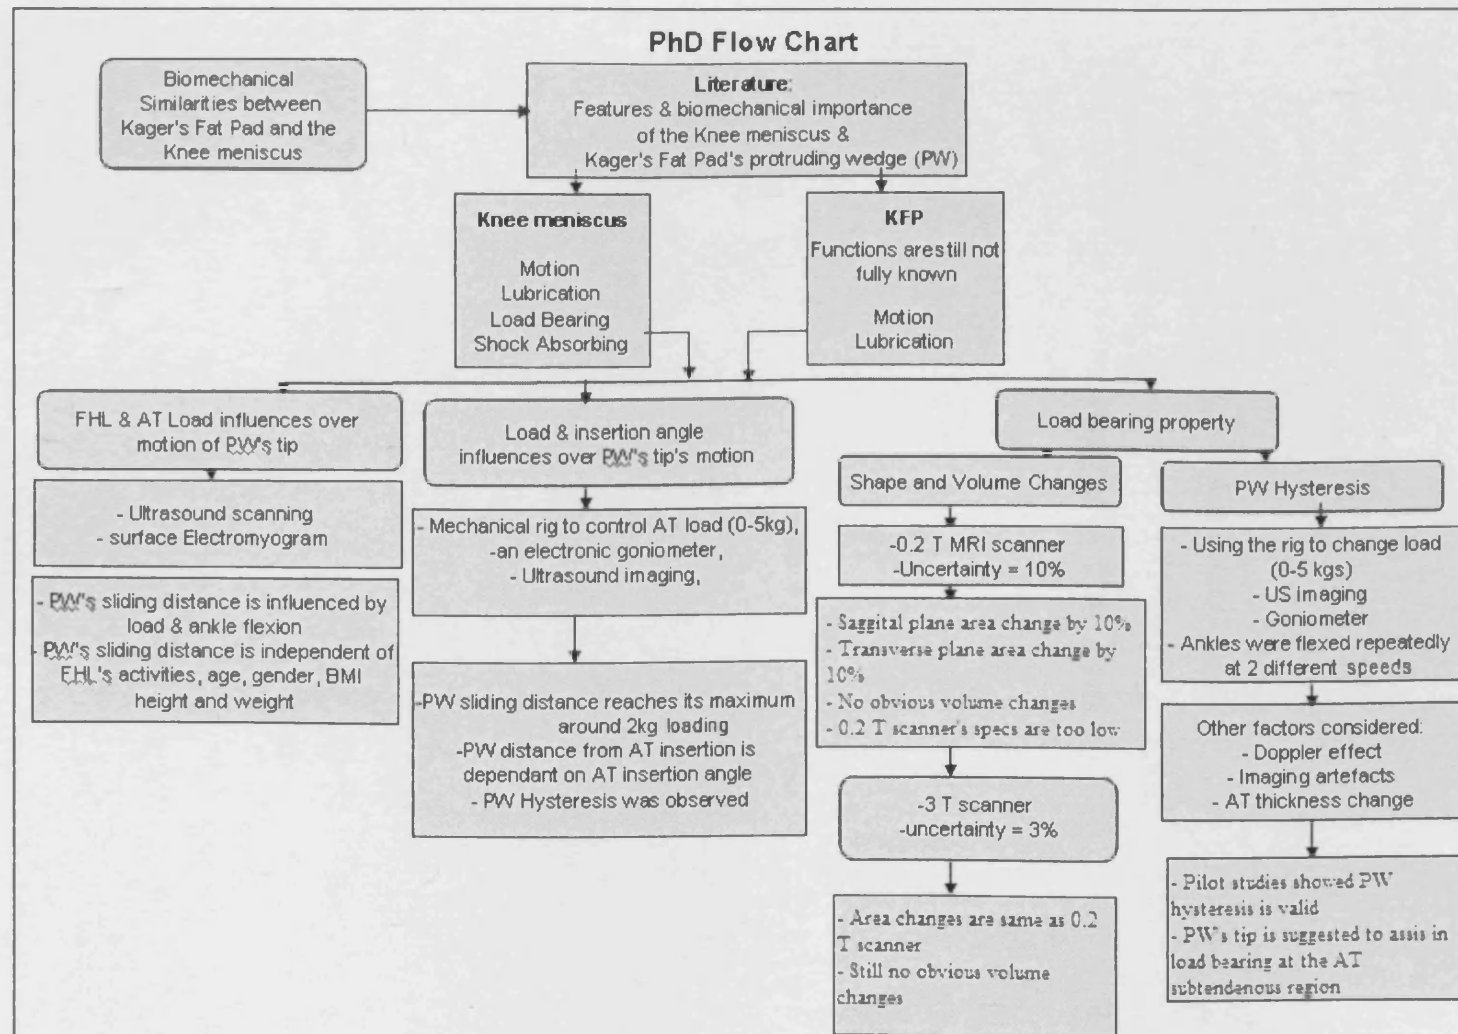 PhD Flow Chart
Biomechanical
Similarities between
Kager's Fat Pad and the
Knee meniscus
Literature:
Features & biomechanical importance
of the Knee meniscus &
Kager's Fat Pad's protruding wedge (PW)
Knee meniscus
Motion
Lubrication
Load Bearing
Shock Absorbing
KFP
Functions arestill not
fully known
Motion
Lubrication
FHL & AT Load influences over
motion of PW's tip
- Ultrasound scanning
- surface Electromyogram
- PW's sliding distance is influenced by
load & ankle flexion
- PW's sliding distance is independent of
FHL's activities, age, gender, BMI
height and weight
Load & insertion angle
influences over PW's tip's motion
- Mechanical rig to control AT load (0-5kg),
-an electronic goniometer,
- Ultrasound imaging,
-PW sliding distance reaches its maximum
around 2kg loading
-PW distance from AT insertion is
dependant on AT insertion angle
- PW Hysteresis was observed
Load bearing property
Shape and Volume Changes
-0.2 T MRI scanner
-Uncertainty = 10%
- Saggital plane area change by 10%
- Transverse plane area change by
10%
- No obvious volume changes
- 0.2 T scanner's specs are too low
-3 T scanner
-uncertainty = 3%
- Area changes are same as 0.2
T scanner
- Still no obvious volume
changes
PW Hysteresis
- Using the rig to change load
(0-5 kgs)
- US imaging
- Goniometer
- Ankles were flexed repeatedly
at 2 different speeds
Other factors considered:
- Doppler effect
- Imaging artefacts
- AT thickness change
- Pilot studies showed PW
hysteresis is valid
- PW's tip is suggested to assis in
load bearing at the AT
subtendenous region